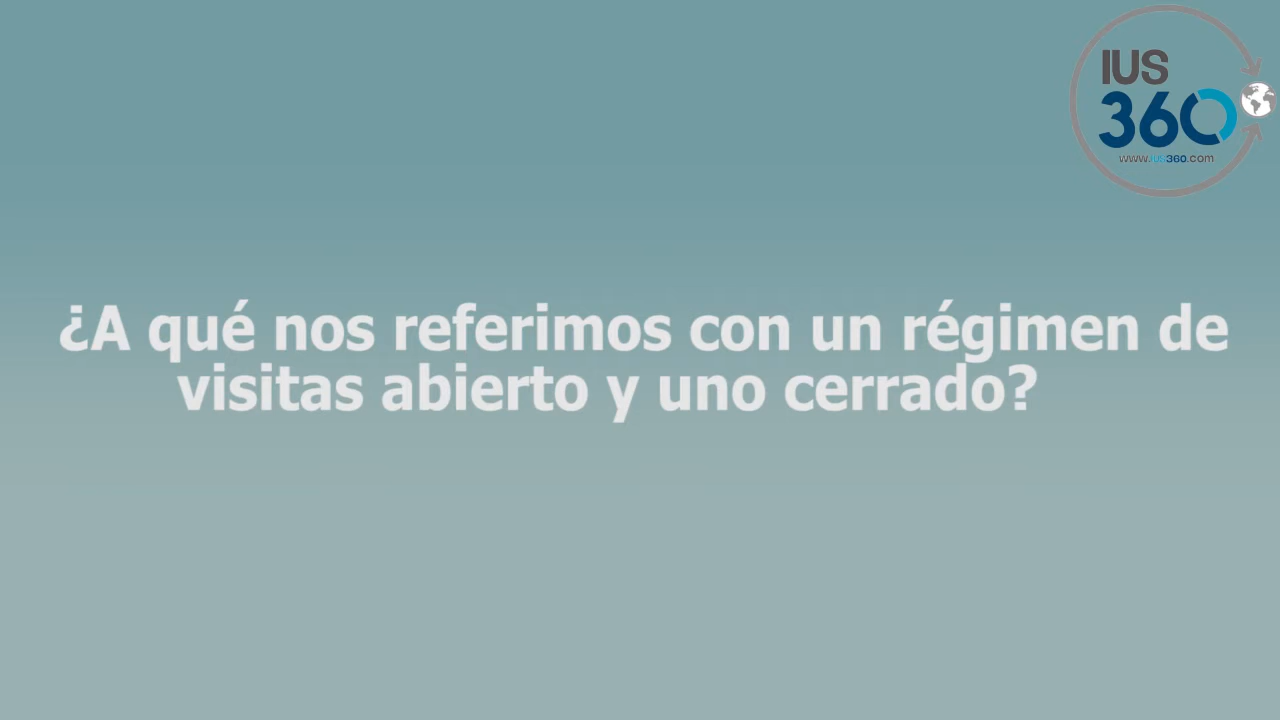 IUS
360
www.ius360.com
¿A qué nos referimos con un régimen de
visitas abierto y uno cerrado?